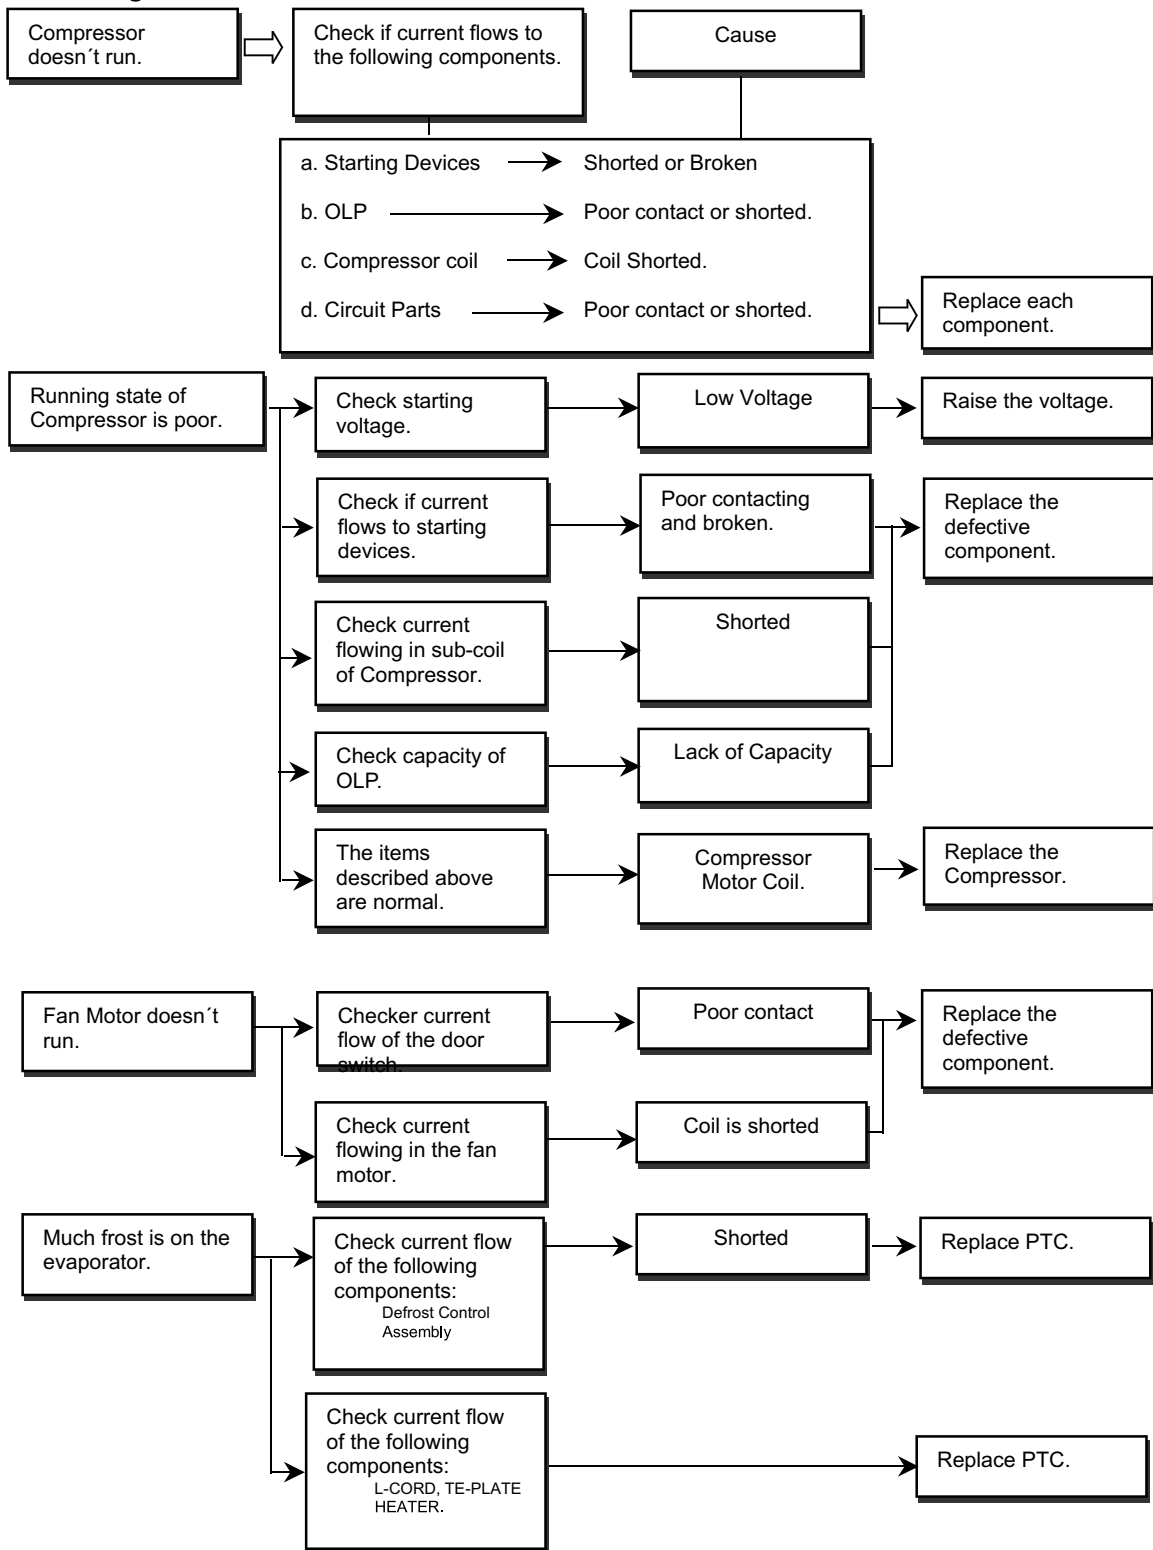 Compressor
doesn´t run.
Check if current flows to
the following components.
Cause
a. Starting Devices
Shorted or Broken
b. OLP
Poor contact or shorted.
c. Compressor coil
Coil Shorted.
d. Circuit Parts
Poor contact or shorted.
Replace each
component.
Running state of
Compressor is poor.
Check starting
voltage.
Low Voltage
Raise the voltage.
Check if current
flows to starting
devices.
Poor contacting
and broken.
Replace the
defective
component.
Check current
flowing in sub-coil
of Compressor.
Shorted
Check capacity of
OLP.
Lack of Capacity
The items
described above
are normal.
Compressor
Motor Coil.
Replace the
Compressor.
Fan Motor doesn´t
run.
Checker current
flow of the door
switch.
Poor contact
Replace the
defective
component.
Check current
flowing in the fan
motor.
Coil is shorted
Much frost is on the
evaporator.
Check current flow
of the following
components:
Defrost Control
Assembly
Shorted
Replace PTC.
Check current flow
of the following
components:
L-CORD, TE-PLATE
HEATER.
Replace PTC.